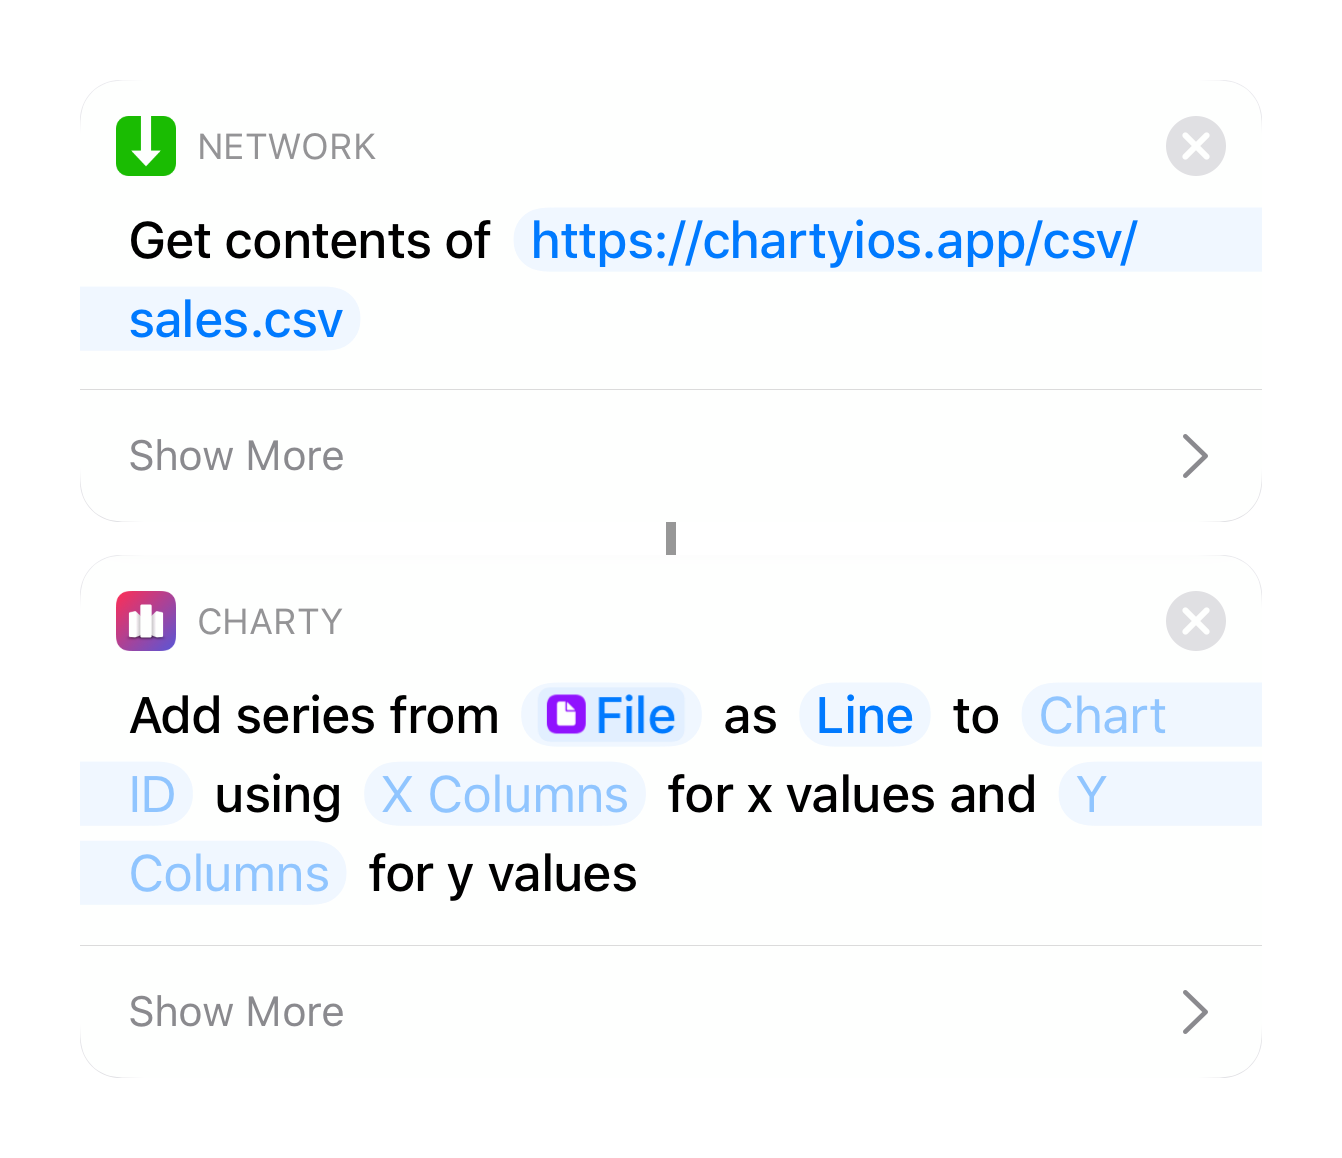 NETWORK
Get contents of https://chartyios.app/csv/
sales.csv
Show More
CHARTY
Add series from File as Line to Chart
ID using X Columns for x values and Y
Columns for y values
Show More